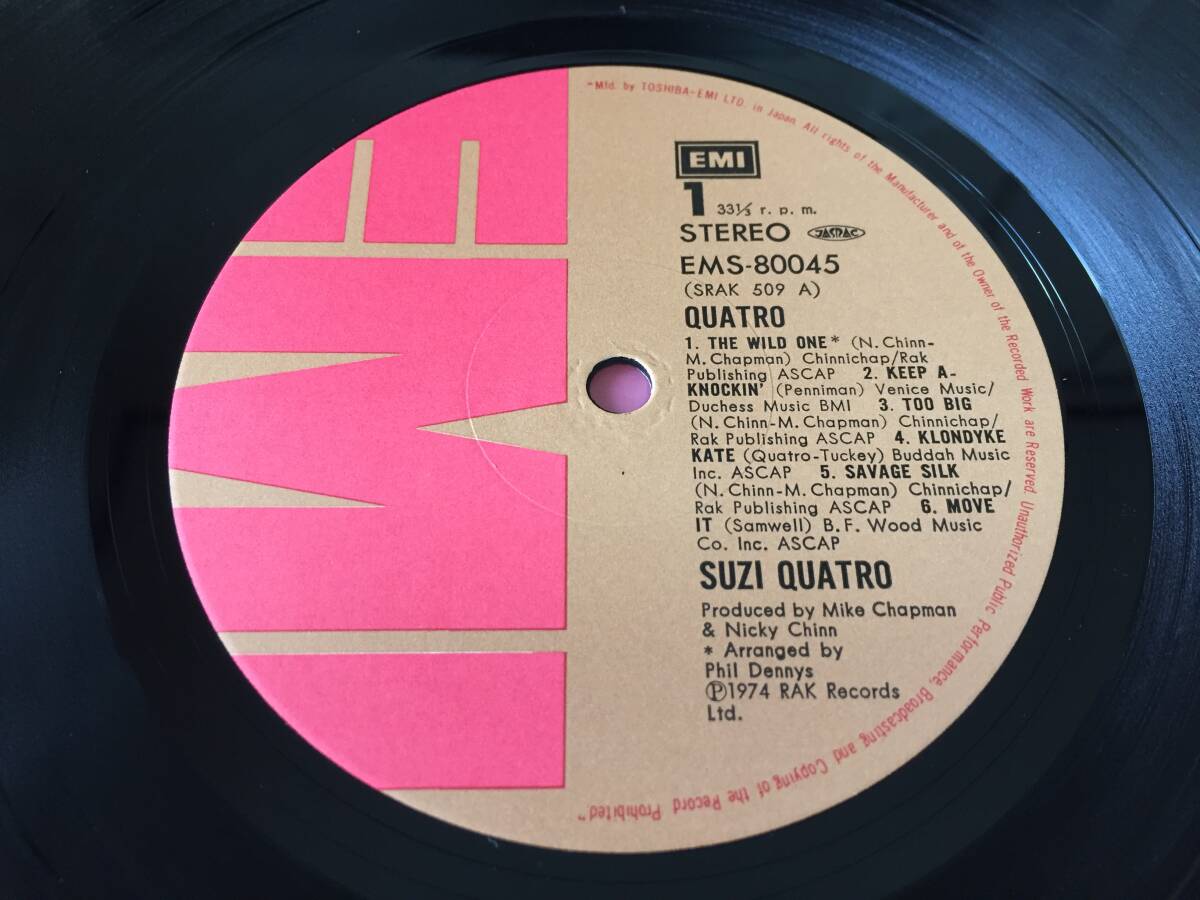 "Mfd. by TOSHIBA-EMI LTD. in Japan. All rights of the Manufacturer and of the Owner of the Recorded Work are Reserved. Unauthorized Public Performance, Broadcasting and Copying of the Record Prohibited"
EMI
EMI
1 33⅓ r. p. m.
STEREO JASRAC
EMS-80045
(SRAK 509 A)
QUATRO
1. THE WILD ONE* (N. Chinn-
M. Chapman) Chinnichap/Rak
Publishing ASCAP 2. KEEP A-
KNOCKIN' (Penniman) Venice Music/
Duchess Music BMI 3. TOO BIG
(N. Chinn-M. Chapman) Chinnichap/
Rak Publishing ASCAP 4. KLONDYKE
KATE (Quatro-Tuckey) Buddah Music
Inc. ASCAP 5. SAVAGE SILK
(N. Chinn-M. Chapman) Chinnichap/
Rak Publishing ASCAP 6. MOVE
IT (Samwell) B. F. Wood Music
Co. Inc. ASCAP
SUZI QUATRO
Produced by Mike Chapman
& Nicky Chinn
* Arranged by
Phil Dennys
℗1974 RAK Records
Ltd.